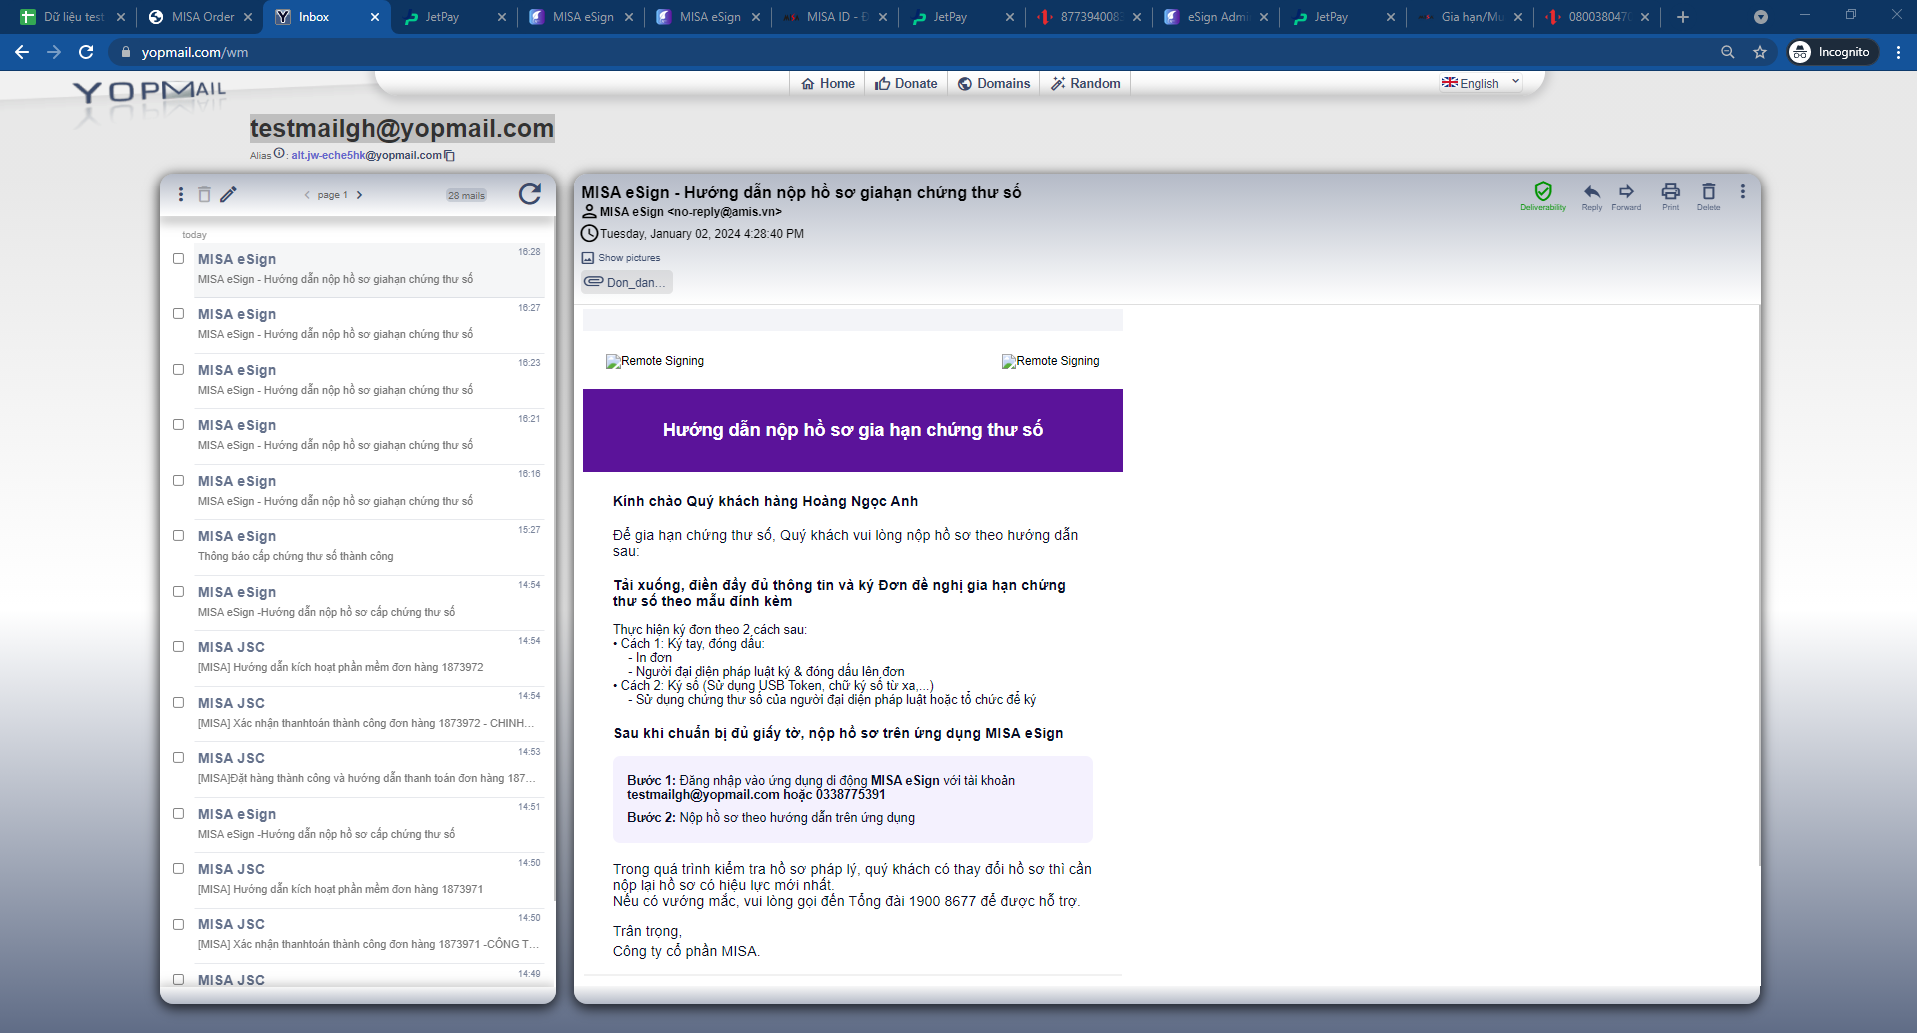 Dữ liệu test
MISA Order
Inbox
JetPay
MISA eSign
MISA eSign
MISA ID - Đ
JetPay
877394008
eSign Admi
JetPay
Gia hạn/Mu
0800380470
yopmail.com/wm
Incognito
YOPMAIL
Home
Donate
Domains
Random
English
testmailgh@yopmail.com
Alias : alt.jw-eche5hk@yopmail.com
page 1
28 mails
today
MISA eSign 16:28
MISA eSign - Hướng dẫn nộp hồ sơ giahạn chứng thư số
MISA eSign 16:27
MISA eSign - Hướng dẫn nộp hồ sơ giahạn chứng thư số
MISA eSign 16:23
MISA eSign - Hướng dẫn nộp hồ sơ giahạn chứng thư số
MISA eSign 16:21
MISA eSign - Hướng dẫn nộp hồ sơ giahạn chứng thư số
MISA eSign 16:16
MISA eSign - Hướng dẫn nộp hồ sơ giahạn chứng thư số
MISA eSign 15:27
Thông báo cấp chứng thư số thành công
MISA eSign 14:54
MISA eSign -Hướng dẫn nộp hồ sơ cấp chứng thư số
MISA JSC 14:54
[MISA] Hướng dẫn kích hoạt phần mềm đơn hàng 1873972
MISA JSC 14:54
[MISA] Xác nhận thanhtoán thành công đơn hàng 1873972 - CHINH...
MISA JSC 14:53
[MISA]Đặt hàng thành công và hướng dẫn thanh toán đơn hàng 187...
MISA eSign 14:51
MISA eSign -Hướng dẫn nộp hồ sơ cấp chứng thư số
MISA JSC 14:50
[MISA] Hướng dẫn kích hoạt phần mềm đơn hàng 1873971
MISA JSC 14:50
[MISA] Xác nhận thanhtoán thành công đơn hàng 1873971 -CÔNG T...
MISA JSC 14:49
MISA eSign - Hướng dẫn nộp hồ sơ giahạn chứng thư số
MISA eSign <no-reply@amis.vn>
Tuesday, January 02, 2024 4:28:40 PM
Show pictures
Don_dan...
Deliverability
Reply
Forward
Print
Delete
Remote Signing
Remote Signing
Hướng dẫn nộp hồ sơ gia hạn chứng thư số
Kính chào Quý khách hàng Hoàng Ngọc Anh
Để gia hạn chứng thư số, Quý khách vui lòng nộp hồ sơ theo hướng dẫn
sau:
Tải xuống, điền đầy đủ thông tin và ký Đơn đề nghị gia hạn chứng
thư số theo mẫu đính kèm
Thực hiện ký đơn theo 2 cách sau:
• Cách 1: Ký tay, đóng dấu:
- In đơn
- Người đại diện pháp luật ký & đóng dấu lên đơn
• Cách 2: Ký số (Sử dụng USB Token, chữ ký số từ xa,...)
- Sử dụng chứng thư số của người đại diện pháp luật hoặc tổ chức để ký
Sau khi chuẩn bị đủ giấy tờ, nộp hồ sơ trên ứng dụng MISA eSign
Bước 1: Đăng nhập vào ứng dụng di động MISA eSign với tài khoản
testmailgh@yopmail.com hoặc 0338775391
Bước 2: Nộp hồ sơ theo hướng dẫn trên ứng dụng
Trong quá trình kiểm tra hồ sơ pháp lý, quý khách có thay đổi hồ sơ thì cần
nộp lại hồ sơ có hiệu lực mới nhất.
Nếu có vướng mắc, vui lòng gọi đến Tổng đài 1900 8677 để được hỗ trợ.
Trân trọng,
Công ty cổ phần MISA.